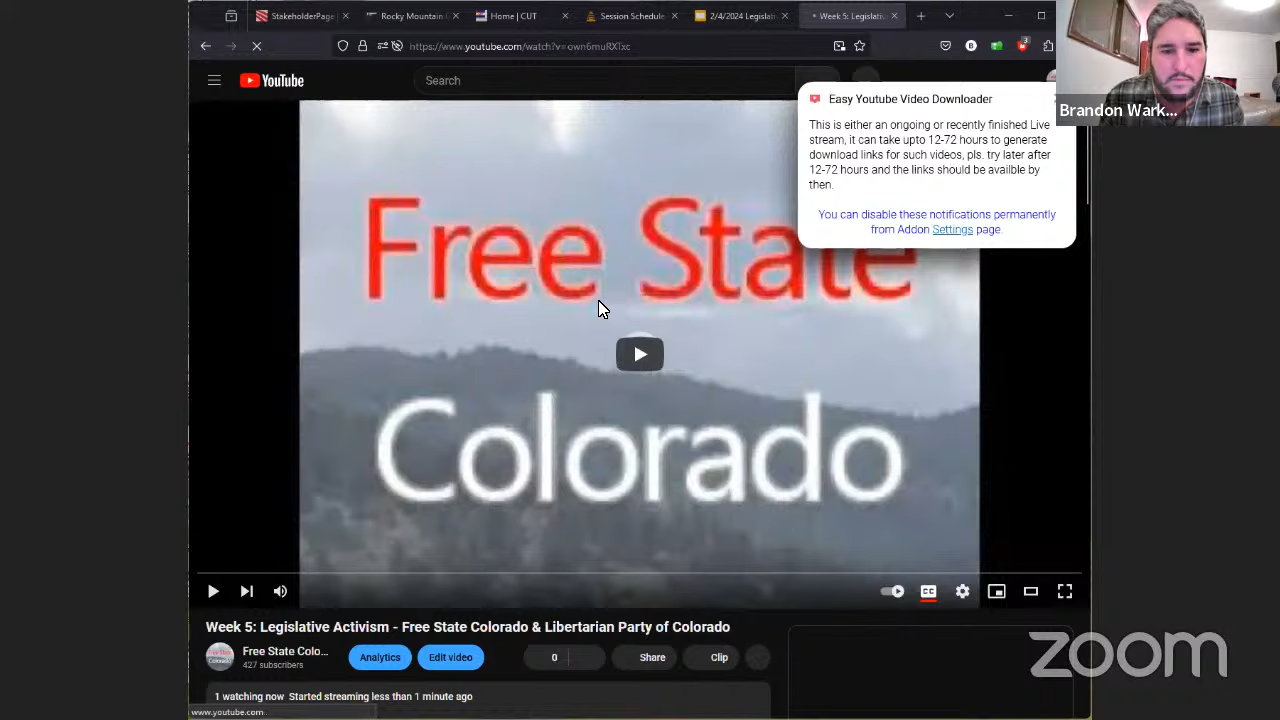 StakeholderPage
Rocky Mountain
Home | CUT
Session Schedule
2/4/2024 Legislati
Week 5: Legislativ
https://www.youtube.com/watch?v=own6muRXTxc
3
YouTube
Search
Easy Youtube Video Downloader
This is either an ongoing or recently finished Live
stream, it can take upto 12-72 hours to generate
download links for such videos, pls. try later after
12-72 hours and the links should be availble by
then.
You can disable these notifications permanently
from Addon Settings page.
Brandon Wark...
Free State
Colorado
CC
Week 5: Legislative Activism - Free State Colorado & Libertarian Party of Colorado
Free State Colo...
427 subscribers
Analytics
Edit video
0
Share
Clip
1 watching now Started streaming less than 1 minute ago
www.youtube.com
zoom